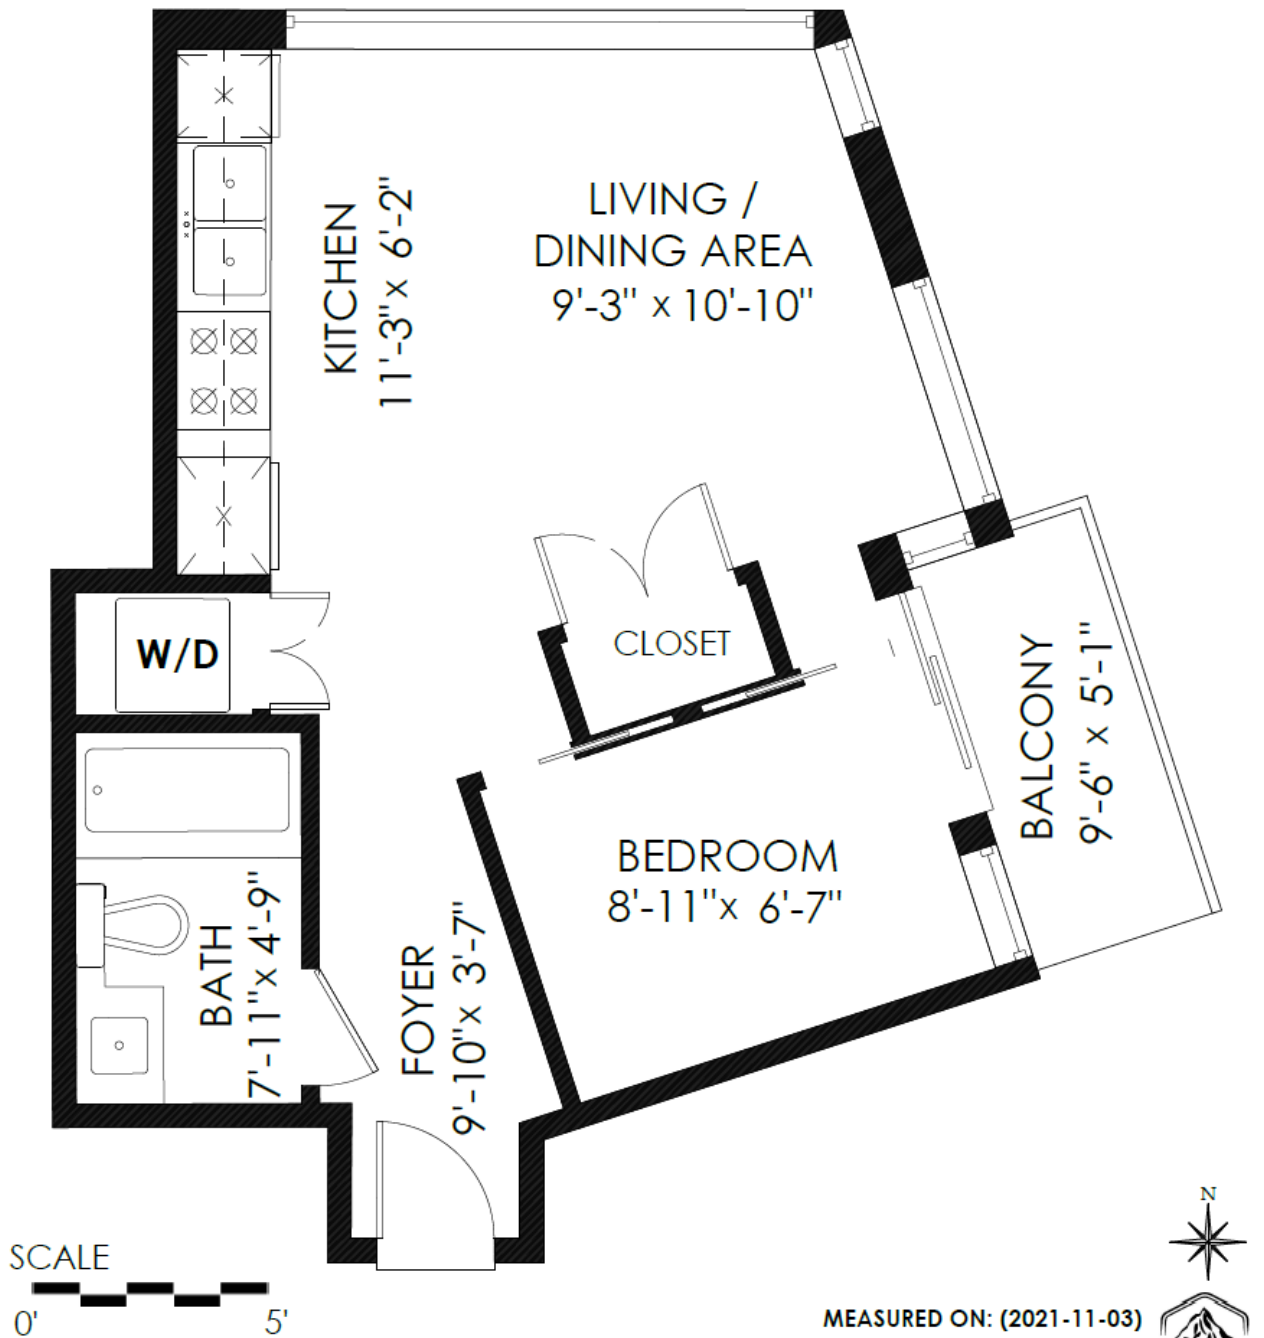 KITCHEN
11'-3" x 6'-2"
LIVING /
DINING AREA
9'-3" x 10'-10"
CLOSET
W/D
BALCONY
9'-6" x 5'-1"
BEDROOM
8'-11" x 6'-7"
BATH
7'-11" x 4'-9"
FOYER
9'-10" x 3'-7"
N
SCALE
0' 5'
MEASURED ON: (2021-11-03)